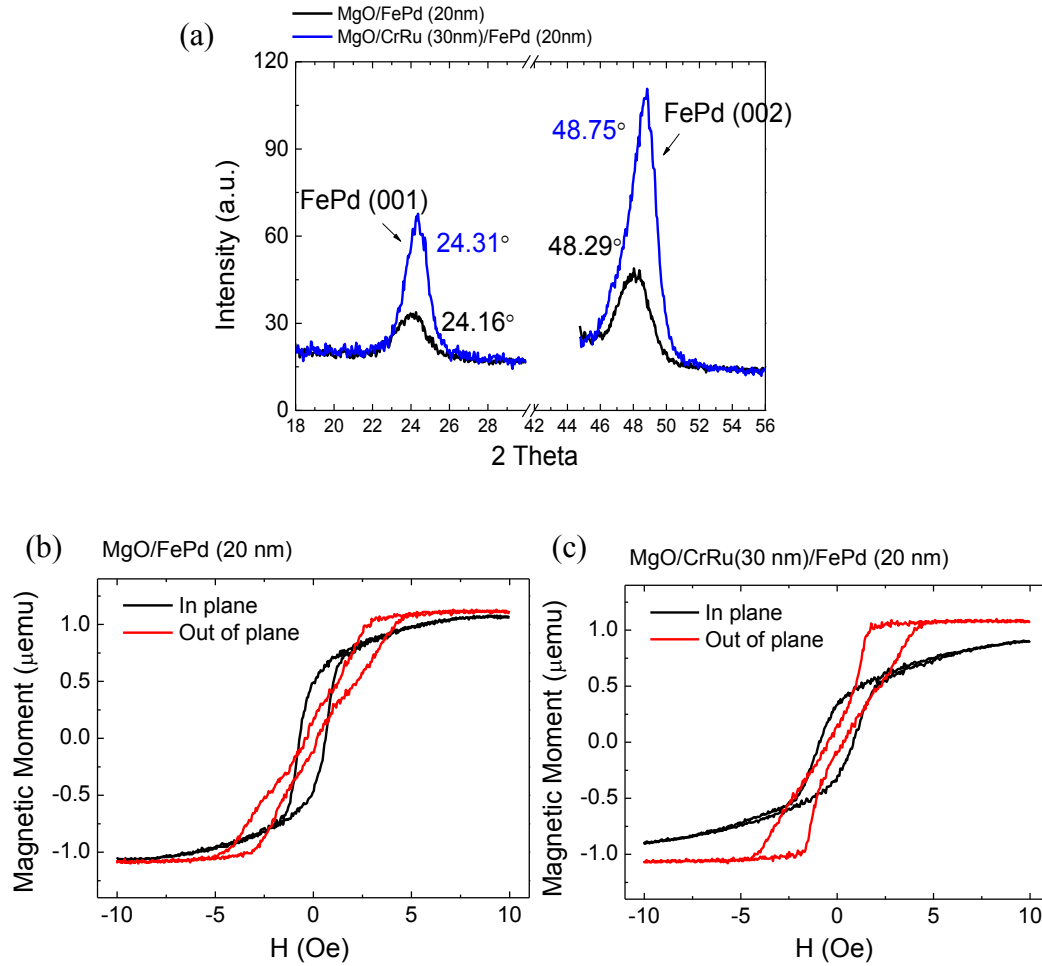 MgO/FePd (20nm)
MgO/CrRu (30nm)/FePd (20nm)
(a)
120
90
60
30
0
Intensity (a.u.)
FePd (001)
24.31°
24.16°
48.75°
FePd (002)
48.29°
18 20 22 24 26 28 30 42 44 46 48 50 52 54 56
2 Theta
(b) MgO/FePd (20 nm)
In plane
Out of plane
1.0
0.5
0.0
-0.5
-1.0
Magnetic Moment (µemu)
-10 -5 0 5 10
H (Oe)
(c)
MgO/CrRu(30 nm)/FePd (20 nm)
In plane
Out of plane
1.0
0.5
0.0
-0.5
-1.0
Magnetic Moment (µemu)
-10 -5 0 5 10
H (Oe)